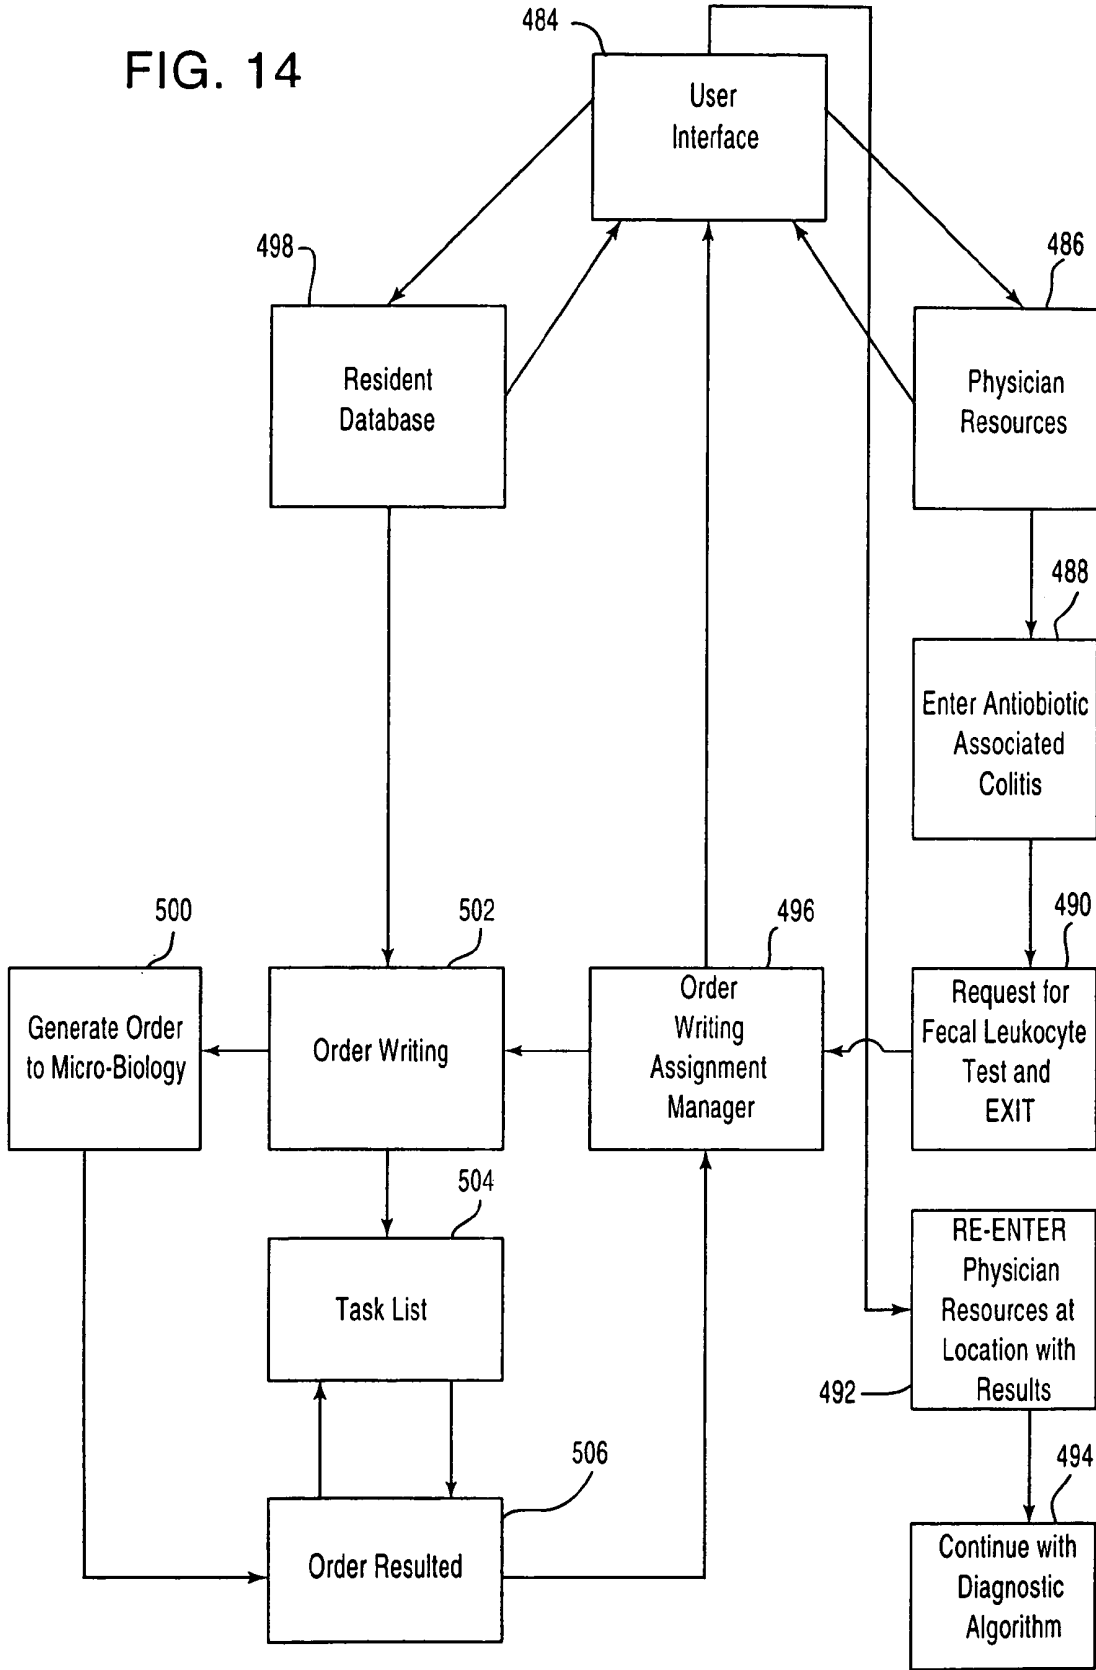 FIG. 14
484
User
Interface
498
Resident
Database
486
Physician
Resources
488
Enter Antiobiotic
Associated
Colitis
500
Generate Order
to Micro-Biology
502
Order Writing
496
Order
Writing
Assignment
Manager
490
Request for
Fecal Leukocyte
Test and
EXIT
504
Task List
RE-ENTER
Physician
Resources at
Location with
Results
492
506
Order Resulted
494
Continue with
Diagnostic
Algorithm